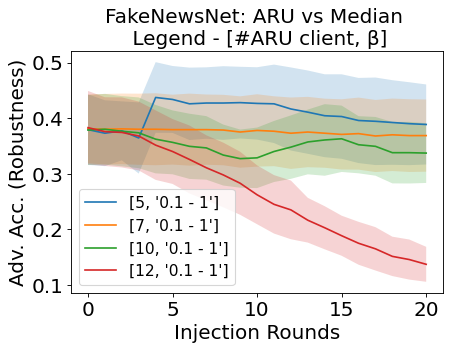 FakeNewsNet: ARU vs Median
Legend - [#ARU client, β]
Adv. Acc. (Robustness)
0.5
0.4
0.3
0.2
0.1
[5, '0.1 - 1']
[7, '0.1 - 1']
[10, '0.1 - 1']
[12, '0.1 - 1']
0
5
10
15
20
Injection Rounds